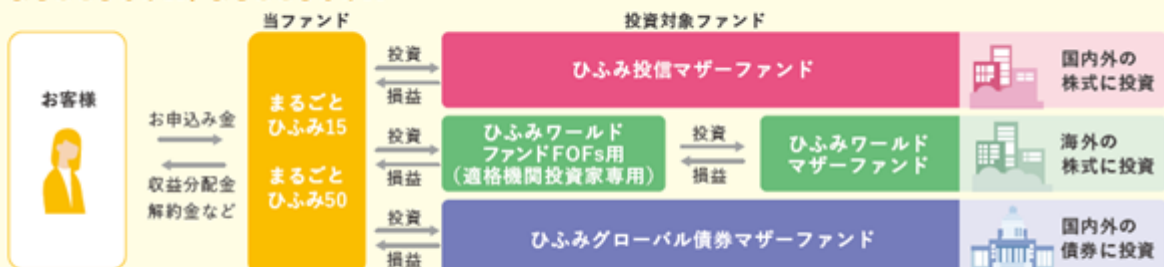 当ファンド
投資対象ファンド
お客様
お申込み金
収益分配金
解約金など
まるごと
ひふみ15
まるごと
ひふみ50
投資
損益
ひふみ投信マザーファンド
国内外の
株式に投資
投資
損益
ひふみワールド
ファンドFOFs用
(適格機関投資家専用)
投資
損益
ひふみワールド
マザーファンド
海外の
株式に投資
投資
損益
ひふみグローバル債券マザーファンド
国内外の
債券に投資